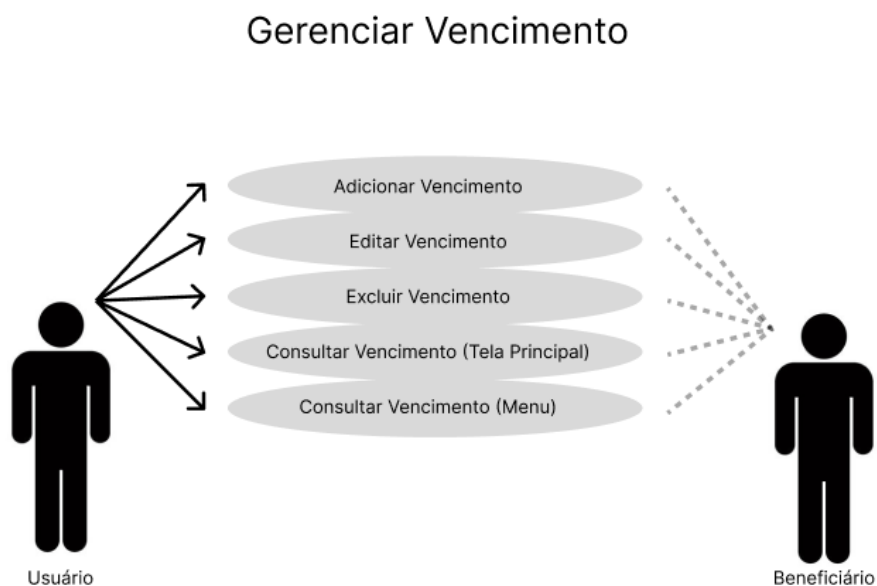 Gerenciar Vencimento
Adicionar Vencimento
Editar Vencimento
Excluir Vencimento
Consultar Vencimento (Tela Principal)
Consultar Vencimento (Menu)
Usuário
Beneficiário